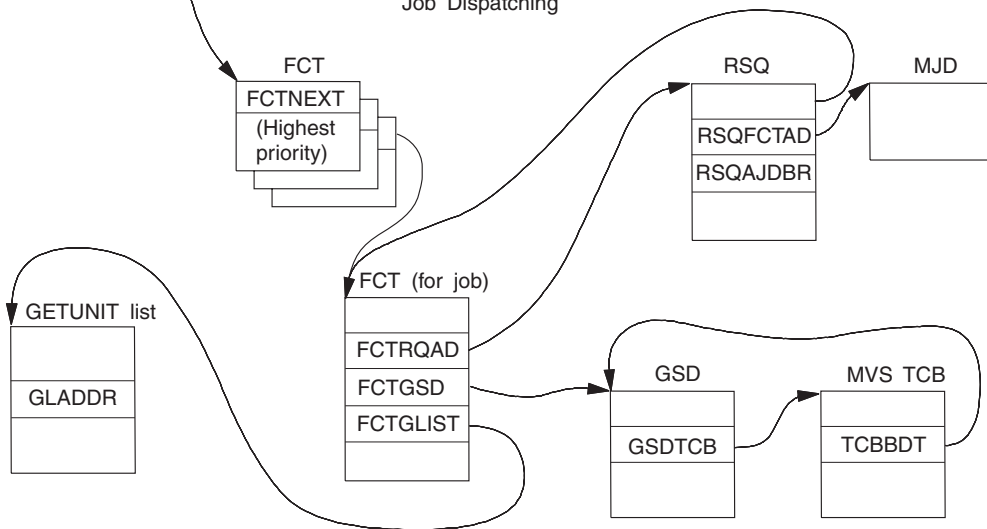 Job Dispatching
FCT
FCTNEXT
(Highest
priority)
RSQ
RSQFCTAD
RSQAJDBR
MJD
FCT (for job)
FCTRQAD
FCTGSD
FCTGLIST
GETUNIT list
GLADDR
GSD
GSDTCB
MVS TCB
TCBBDT